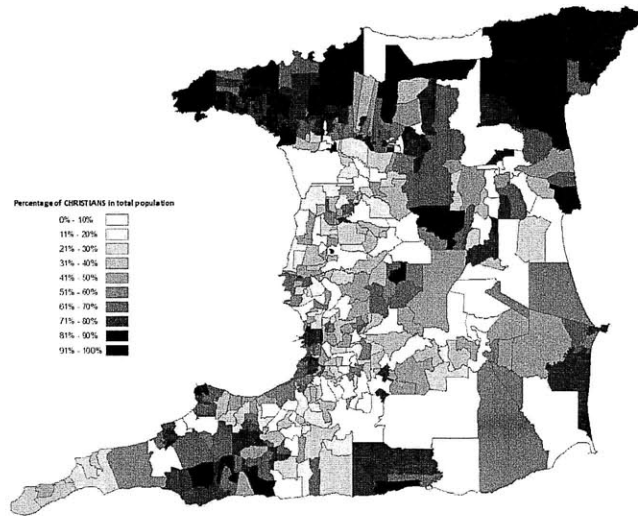 Percentage of CHRISTIANS in total population
0% - 10%
11% - 20%
21% - 30%
31% - 40%
41% - 50%
51% - 60%
61% - 70%
71% - 80%
81% - 90%
91% - 100%